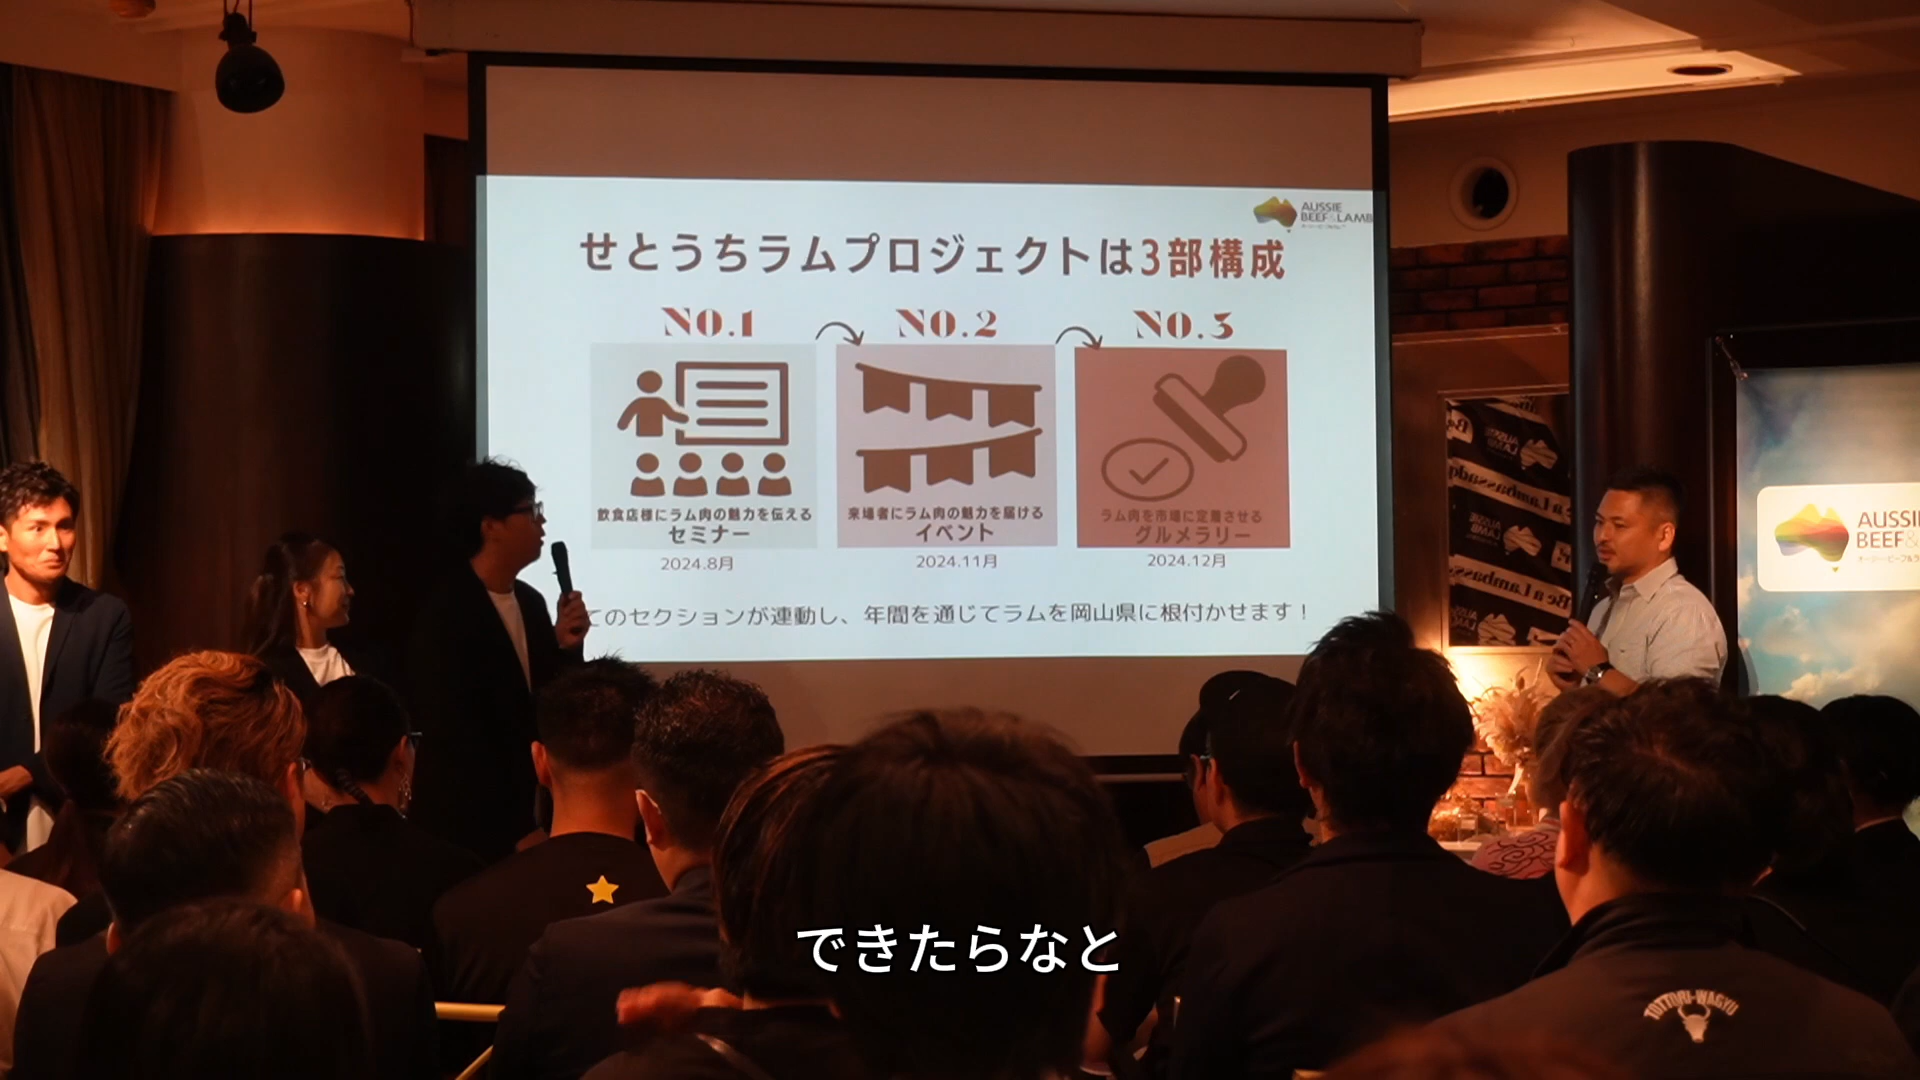 AUSSIE
BEEF&LAMB
せとうちラムプロジェクトは3部構成
NO.1
NO.2
NO.3
飲食店様にラム肉の魅力を伝える
セミナー
2024.8月
来場者にラム肉の魅力を届ける
イベント
2024.11月
ラム肉を市場に定着させる
グルメラリー
2024.12月
てのセクションが連動し、年間を通じてラムを岡山県に根付かせます!
AUSSIE
BEEF&
Be a Lambassa
TOTTORI-WAGYU
できたらなと